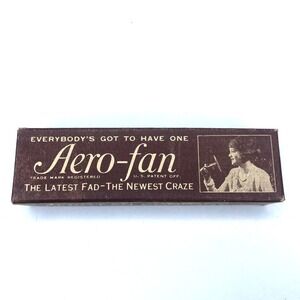 EVERYBODY'S GOT TO HAVE ONE
Aero-fan
TRADE MARK REGISTERED U.S. PATENT OFF.
THE LATEST FAD-THE NEWEST CRAZE